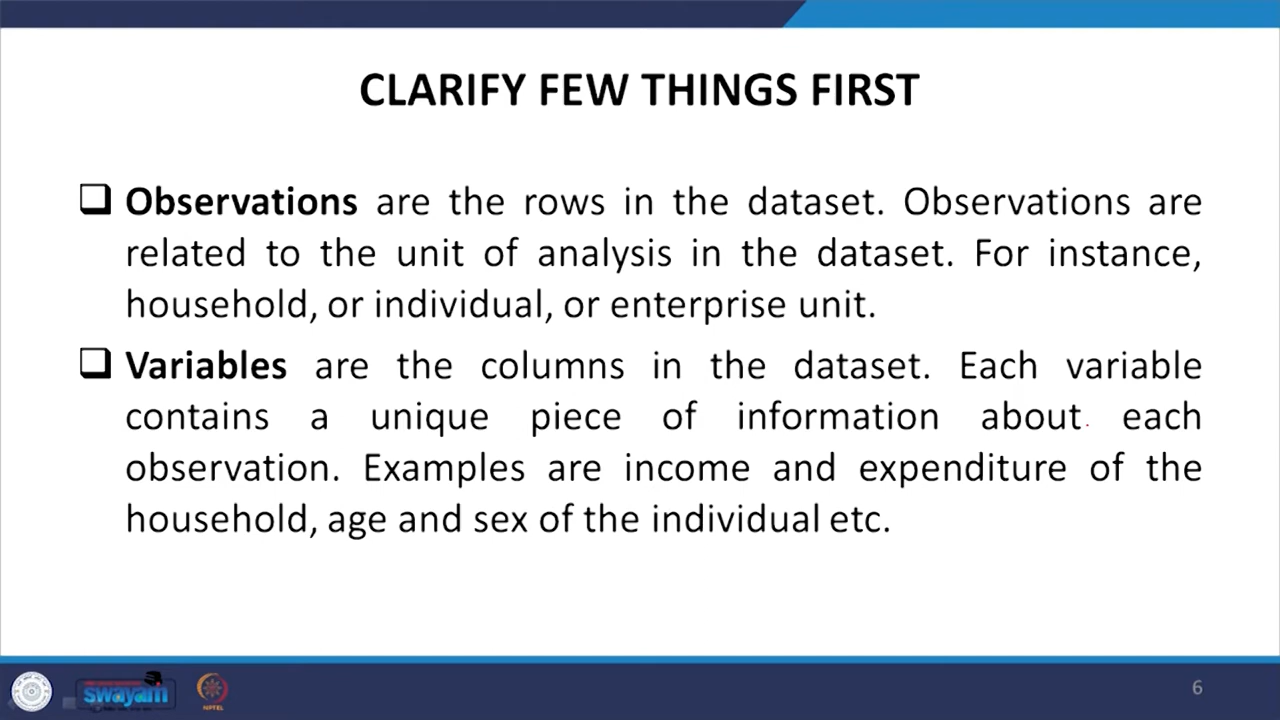 CLARIFY FEW THINGS FIRST
Observations are the rows in the dataset. Observations are
related to the unit of analysis in the dataset. For instance,
household, or individual, or enterprise unit.
Variables are the columns in the dataset. Each variable
contains a unique piece of information about each
observation. Examples are income and expenditure of the
household, age and sex of the individual etc.
swayam
NPTEL
6